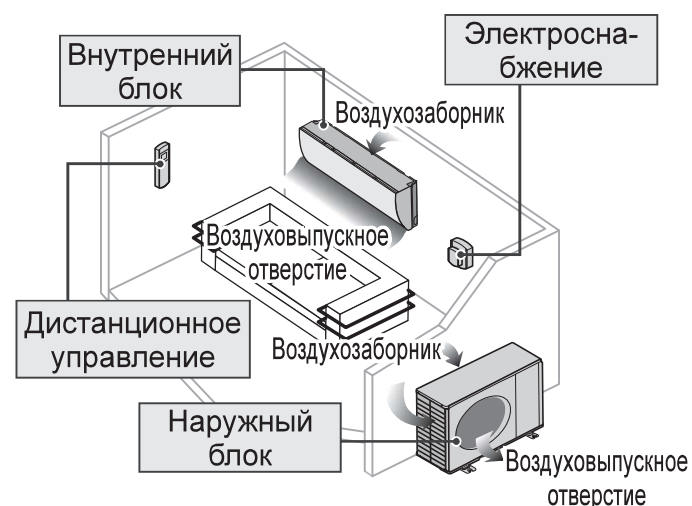 Внутренний
блок
Электросна-
бжение
Воздухозаборник
Воздуховыпускное
отверстие
Дистанционное
управление
Воздухозаборник
Наружный
блок
Воздуховыпускное
отверстие